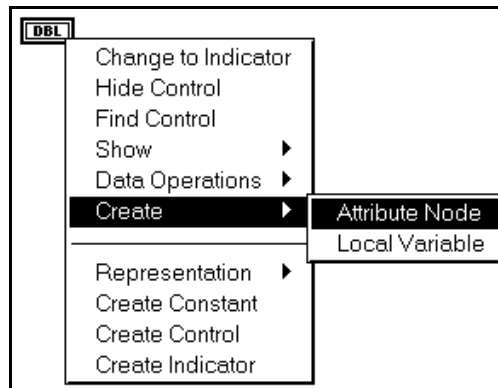 DBL
Change to Indicator
Hide Control
Find Control
Show
Data Operations
Create
Attribute Node
Local Variable
Representation
Create Constant
Create Control
Create Indicator